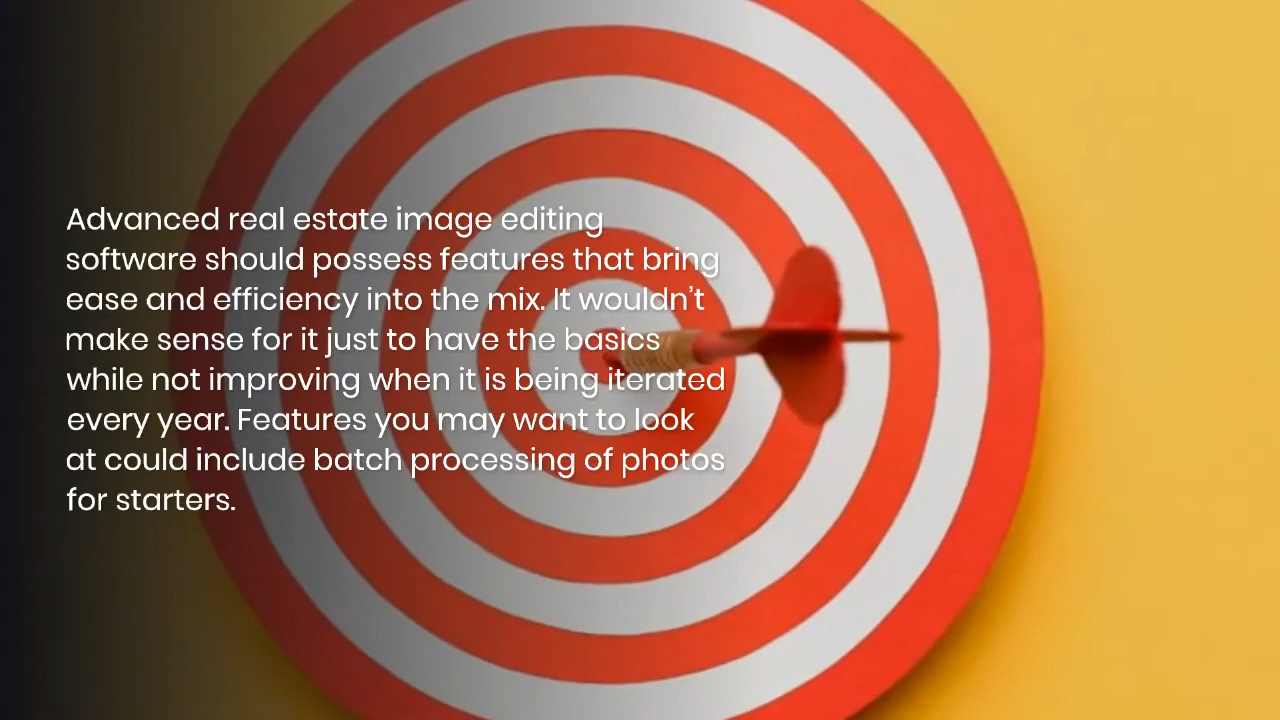 Advanced real estate image editing
software should possess features that bring
ease and efficiency into the mix. It wouldn’t
make sense for it just to have the basics
while not improving when it is being iterated
every year. Features you may want to look
at could include batch processing of photos
for starters.